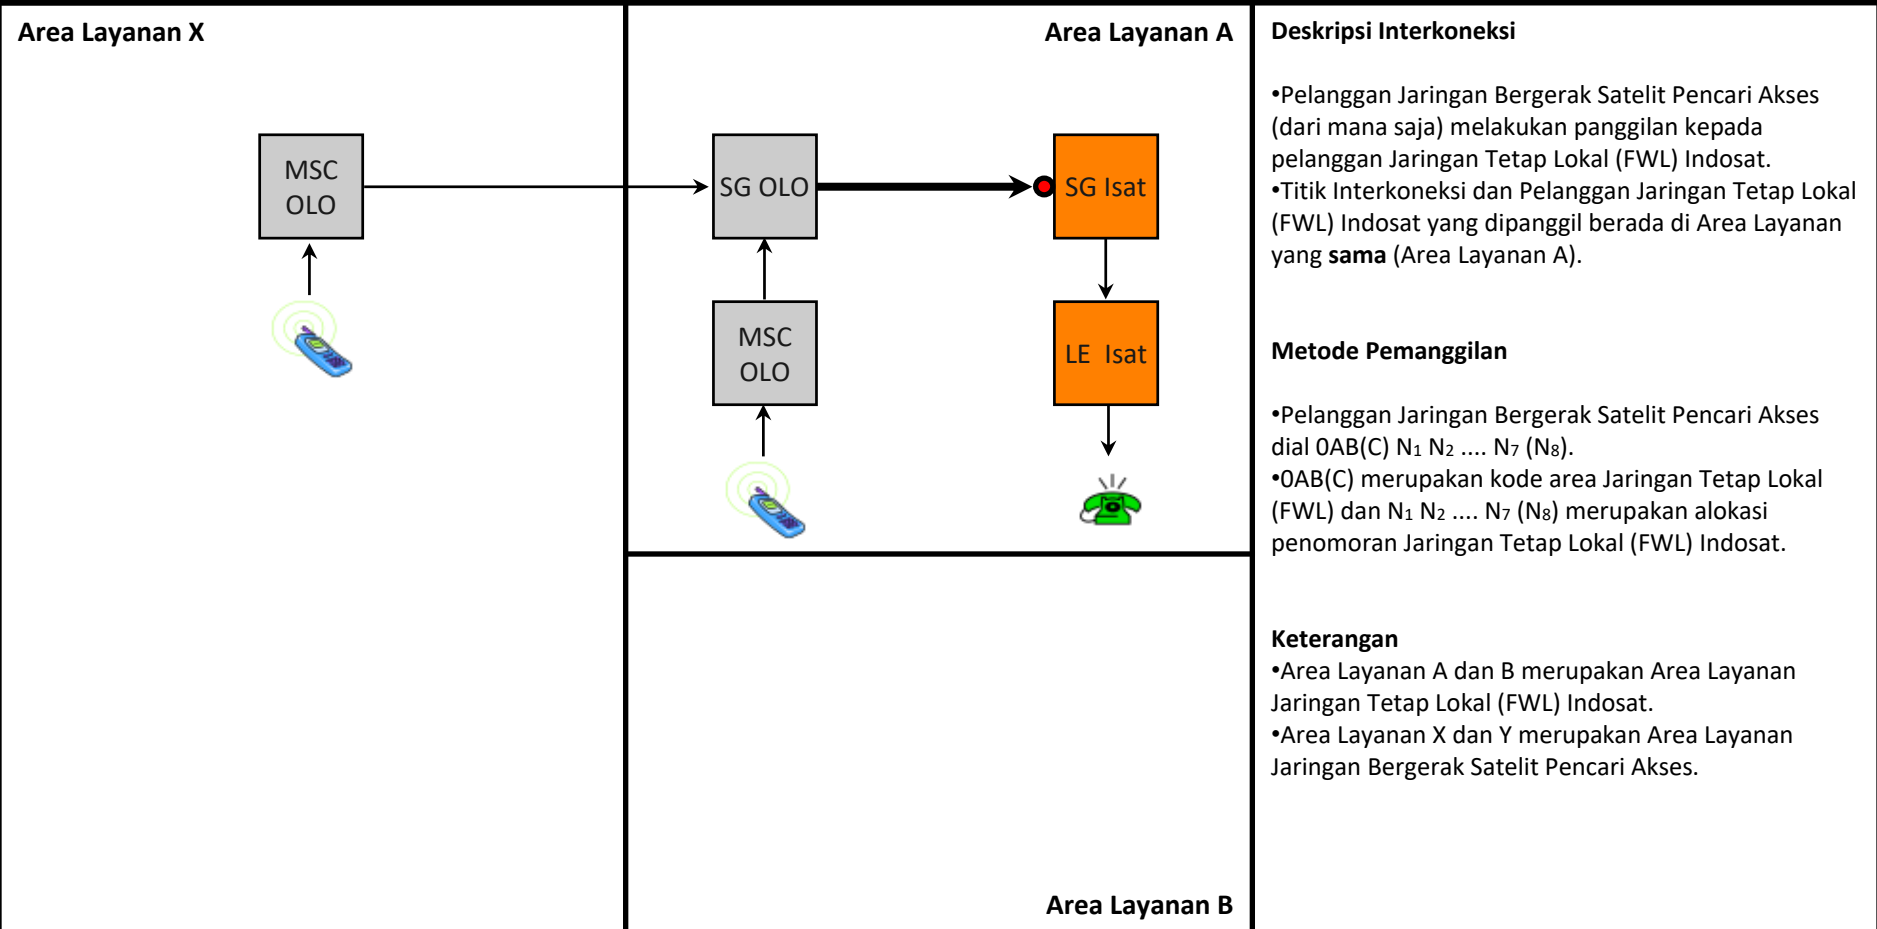 Area Layanan X
Area Layanan A
MSC
OLO
SG OLO
SG Isat
MSC
OLO
LE  Isat
Area Layanan B
Deskripsi Interkoneksi
•Pelanggan Jaringan Bergerak Satelit Pencari Akses
(dari mana saja) melakukan panggilan kepada
pelanggan Jaringan Tetap Lokal (FWL) Indosat.
•Titik Interkoneksi dan Pelanggan Jaringan Tetap Lokal
(FWL) Indosat yang dipanggil berada di Area Layanan
yang sama (Area Layanan A).
Metode Pemanggilan
•Pelanggan Jaringan Bergerak Satelit Pencari Akses
dial 0AB(C) N₁ N₂ .... N₇ (N₈).
•0AB(C) merupakan kode area Jaringan Tetap Lokal
(FWL) dan N₁ N₂ .... N₇ (N₈) merupakan alokasi
penomoran Jaringan Tetap Lokal (FWL) Indosat.
Keterangan
•Area Layanan A dan B merupakan Area Layanan
Jaringan Tetap Lokal (FWL) Indosat.
•Area Layanan X dan Y merupakan Area Layanan
Jaringan Bergerak Satelit Pencari Akses.